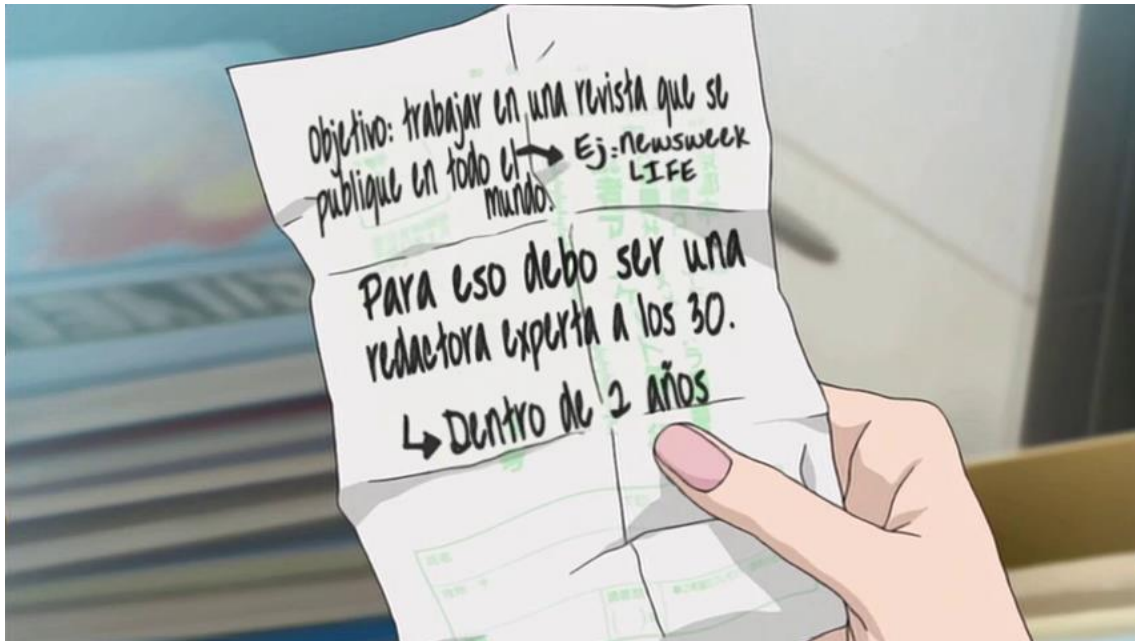 Objetivo: trabajar en una revista que se
publique en todo el mundo. → Ej: newsweek
LIFE
Para eso debo ser una
redactora experta a los 30.
↳ Dentro de 2 años